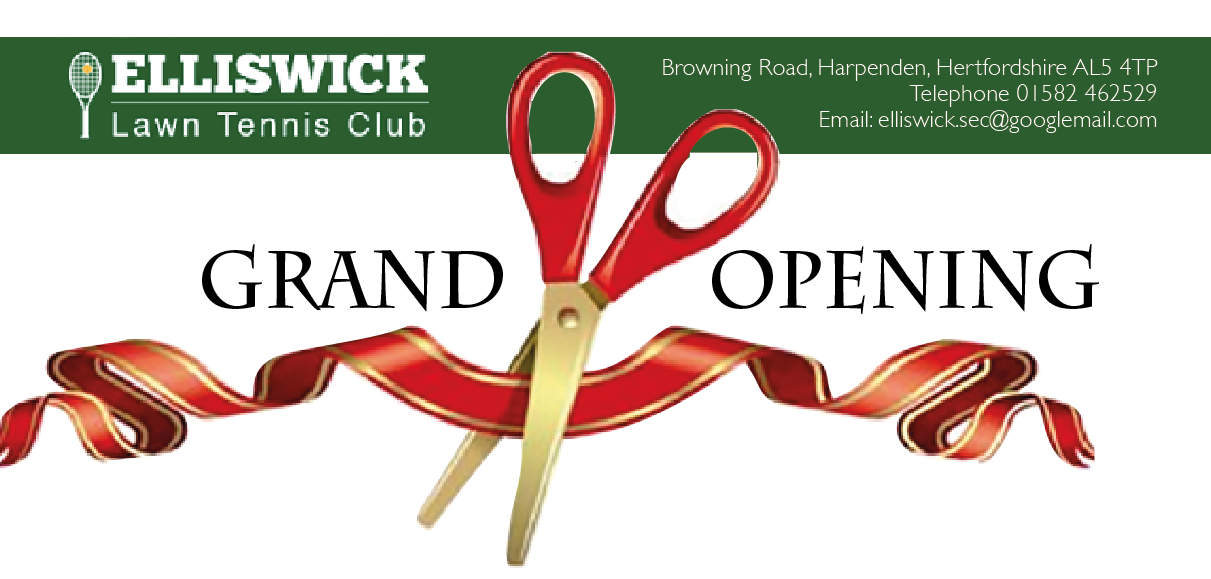 ELLISWICK
Lawn Tennis Club
Browning Road, Harpenden, Hertfordshire AL5 4TP
Telephone 01582 462529
Email: elliswick.sec@googlemail.com
GRAND OPENING